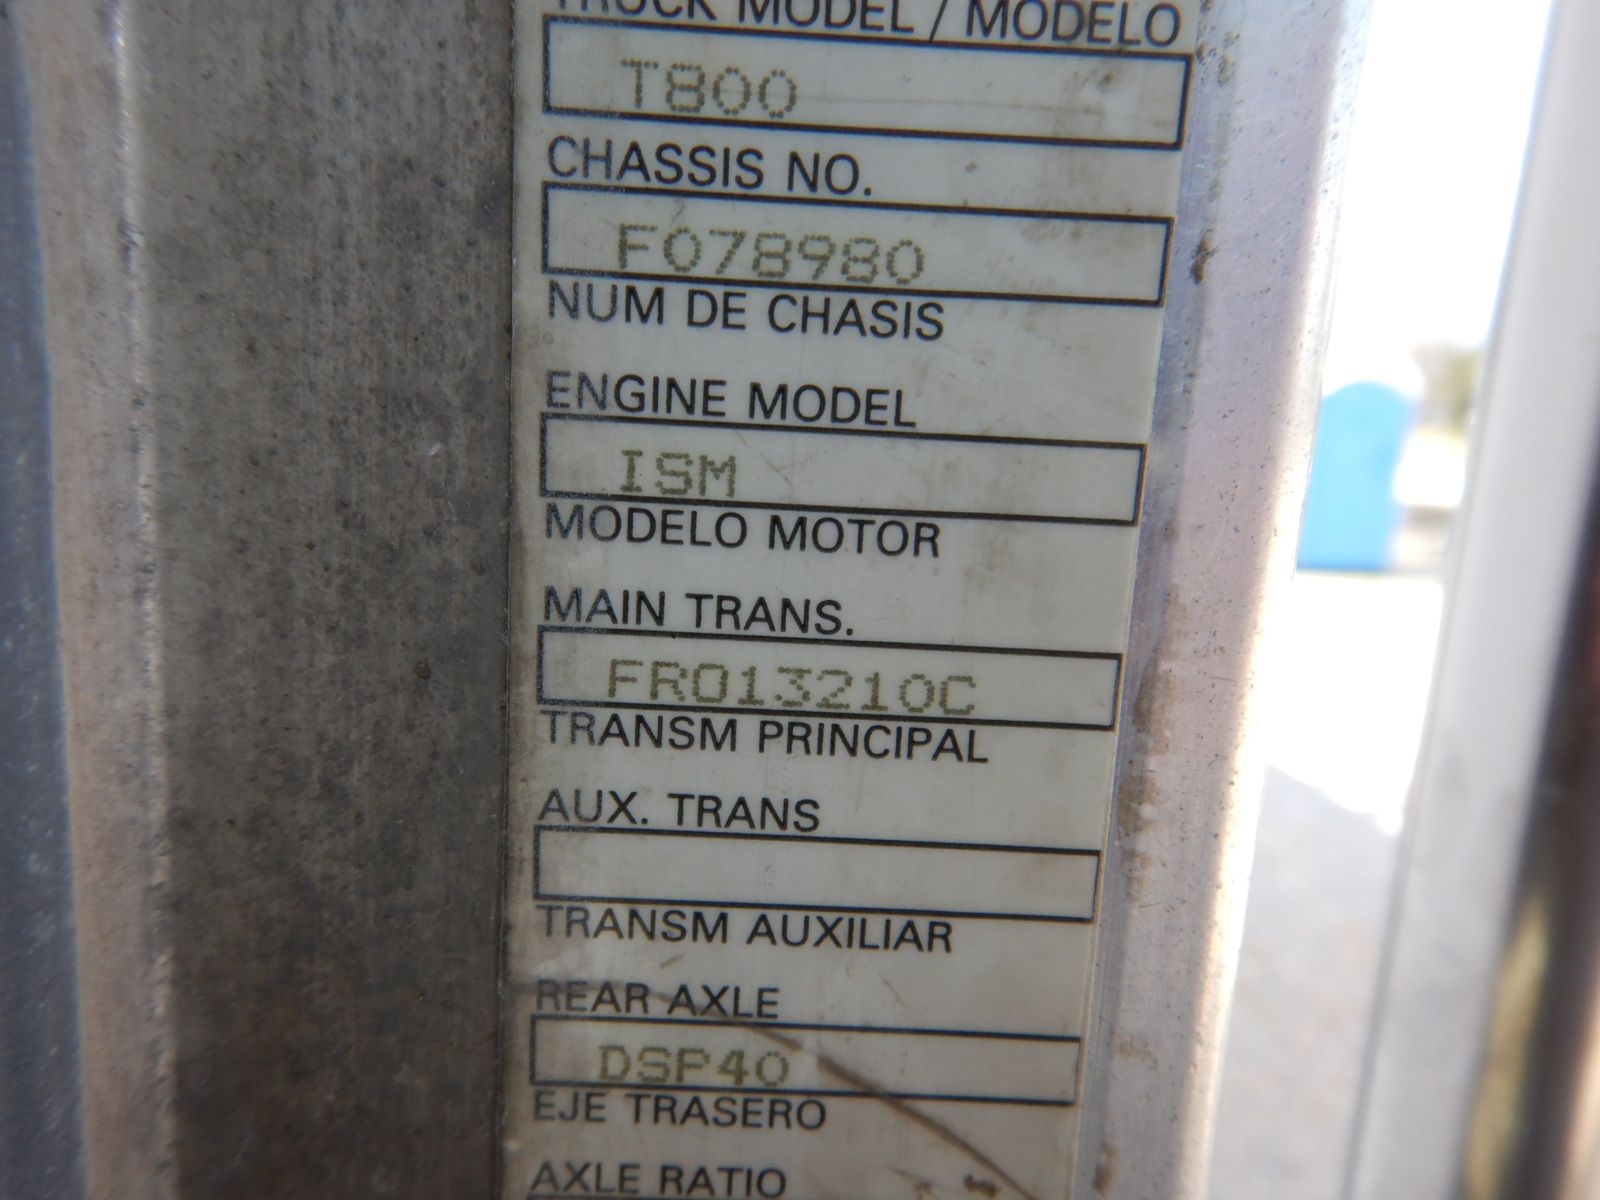 TRUCK MODEL / MODELO
T800
CHASSIS NO.
F078980
NUM DE CHASIS
ENGINE MODEL
ISM
MODELO MOTOR
MAIN TRANS.
FRO13210C
TRANSM PRINCIPAL
AUX. TRANS
TRANSM AUXILIAR
REAR AXLE
DSP40
EJE TRASERO
AXLE RATIO